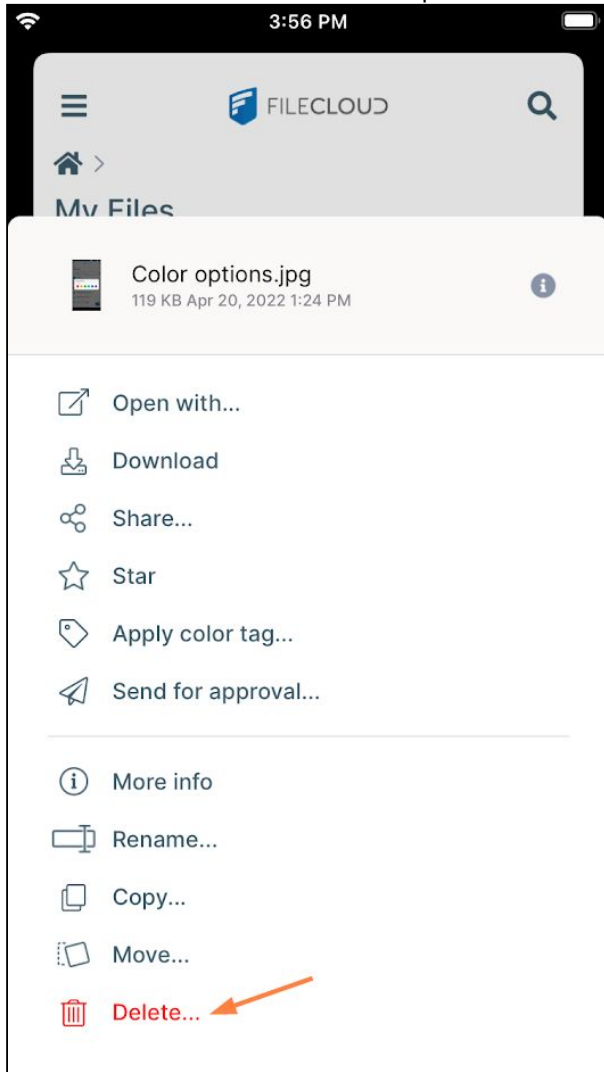 3:56 PM
FILECLOUD
My Files
Color options.jpg
119 KB Apr 20, 2022 1:24 PM
Open with...
Download
Share...
Star
Apply color tag...
Send for approval...
More info
Rename...
Copy...
Move...
Delete...